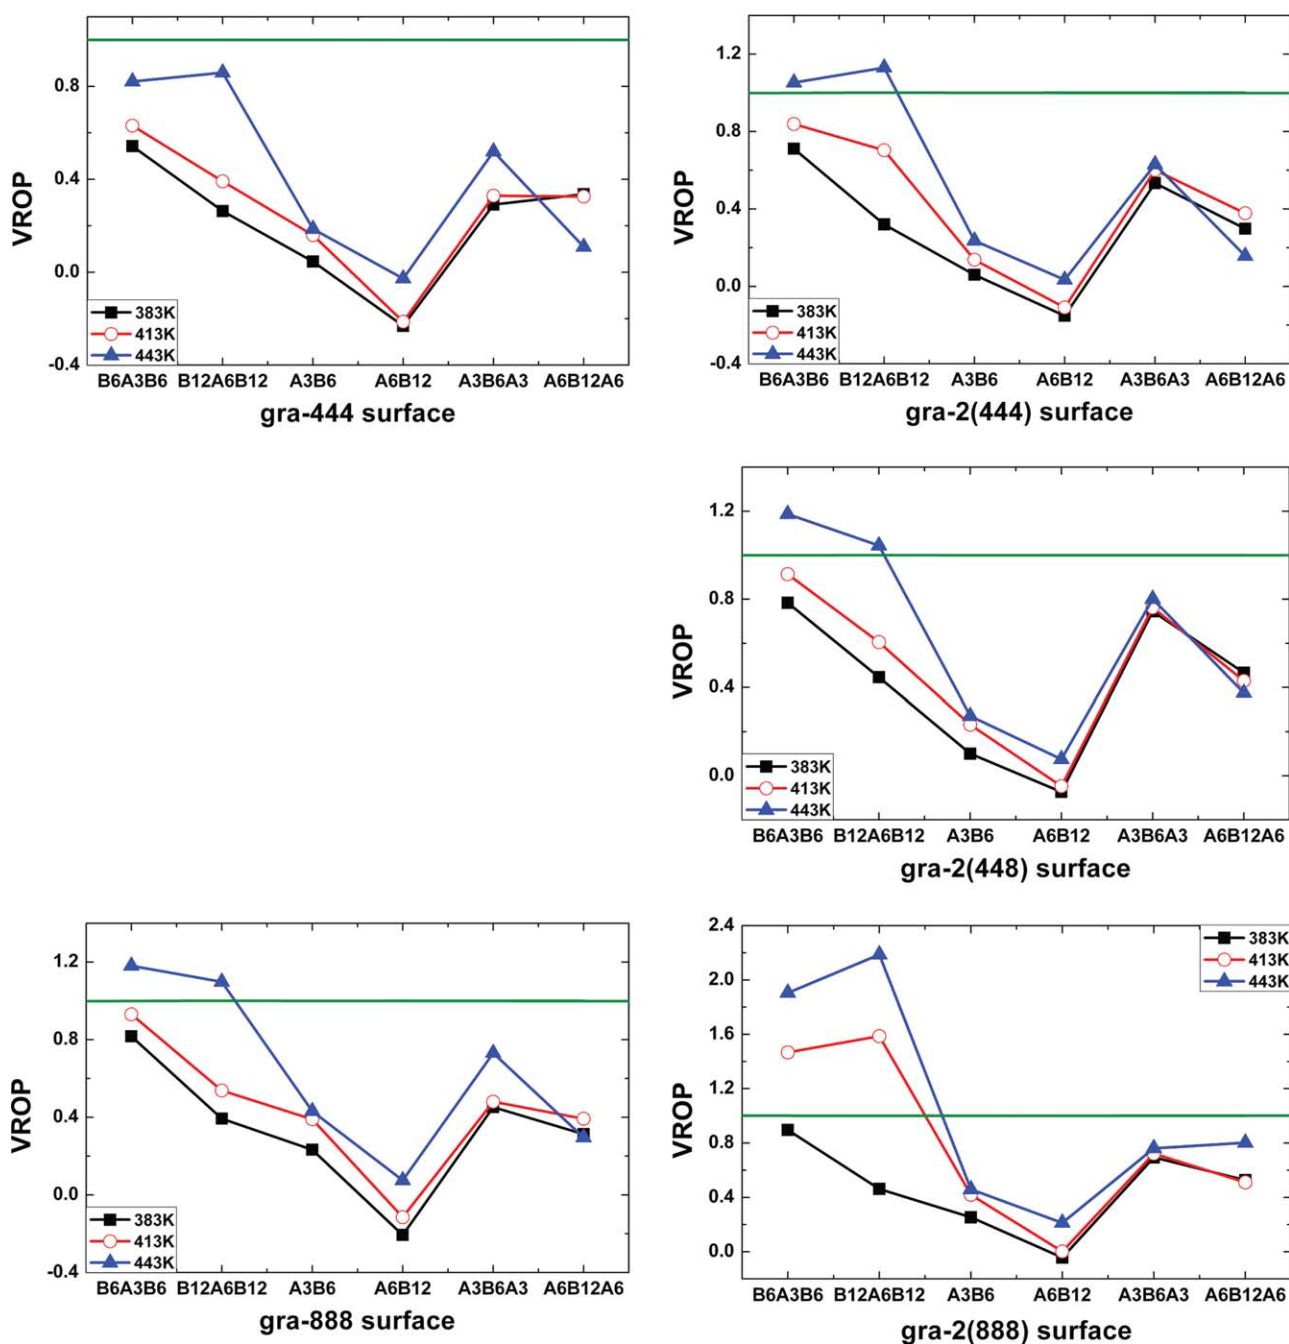 VROP
0.8
0.4
0.0
-0.4
383K
413K
443K
B6A3B6 B12A6B12 A3B6 A6B12 A3B6A3 A6B12A6
gra-444 surface
VROP
1.2
0.8
0.4
0.0
-0.4
383K
413K
443K
B6A3B6 B12A6B12 A3B6 A6B12 A3B6A3 A6B12A6
gra-2(444) surface
VROP
1.2
0.8
0.4
0.0
383K
413K
443K
B6A3B6 B12A6B12 A3B6 A6B12 A3B6A3 A6B12A6
gra-2(448) surface
VROP
1.2
0.8
0.4
0.0
-0.4
383K
413K
443K
B6A3B6 B12A6B12 A3B6 A6B12 A3B6A3 A6B12A6
gra-888 surface
VROP
2.4
2.0
1.6
1.2
0.8
0.4
0.0
383K
413K
443K
B6A3B6 B12A6B12 A3B6 A6B12 A3B6A3 A6B12A6
gra-2(888) surface